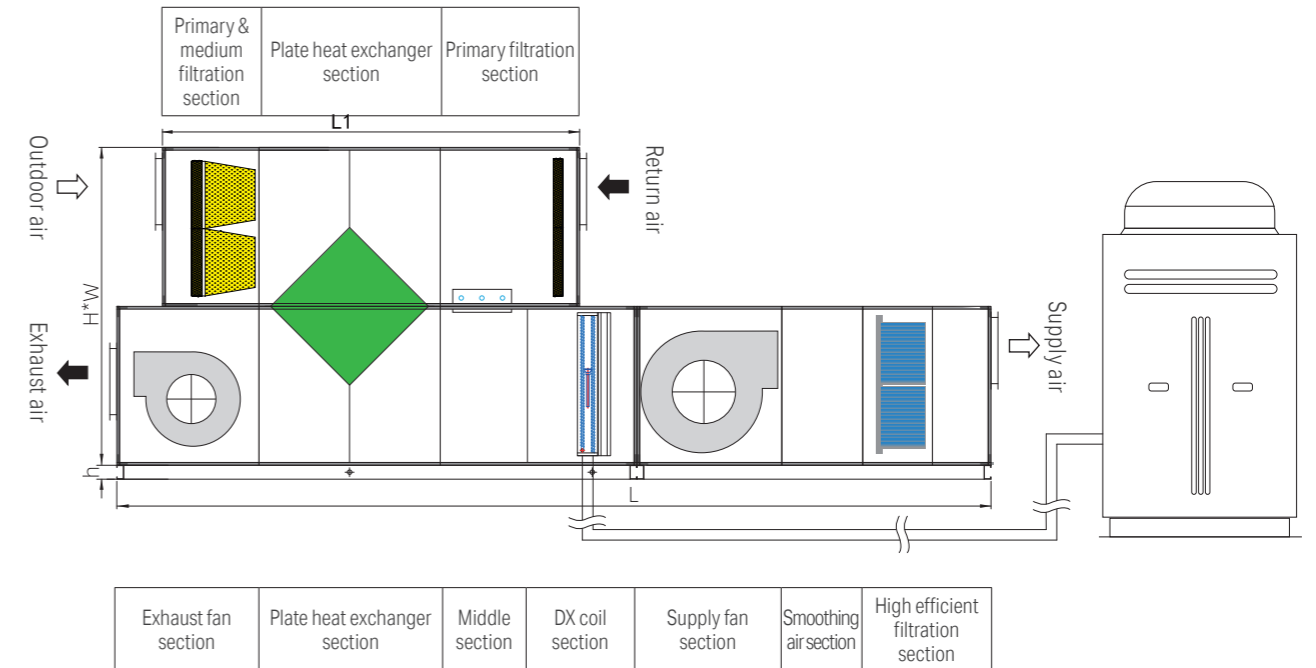 Primary &
medium
filtration
section
Plate heat exchanger
section
Primary filtration
section
L1
Outdoor air
Return air
W*H
Exhaust air
Supply air
h
L
Exhaust fan
section
Plate heat exchanger
section
Middle
section
DX coil
section
Supply fan
section
Smoothing
air section
High efficient
filtration
section